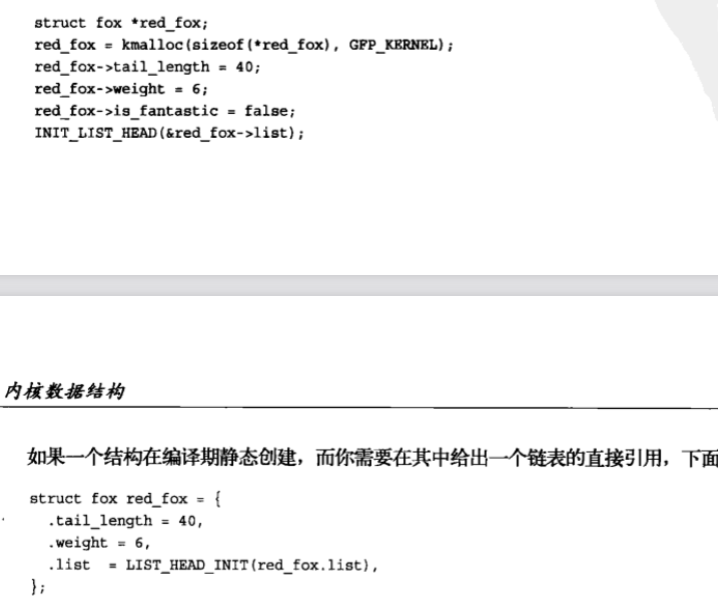 struct fox *red_fox;
red_fox = kmalloc(sizeof(*red_fox), GFP_KERNEL);
red_fox->tail_length = 40;
red_fox->weight = 6;
red_fox->is_fantastic = false;
INIT_LIST_HEAD(&red_fox->list);
内核数据结构
如果一个结构在编译期静态创建，而你需要在其中给出一个链表的直接引用，下面
struct fox red_fox = {
.tail_length = 40,
.weight = 6,
.list = LIST_HEAD_INIT(red_fox.list),
};